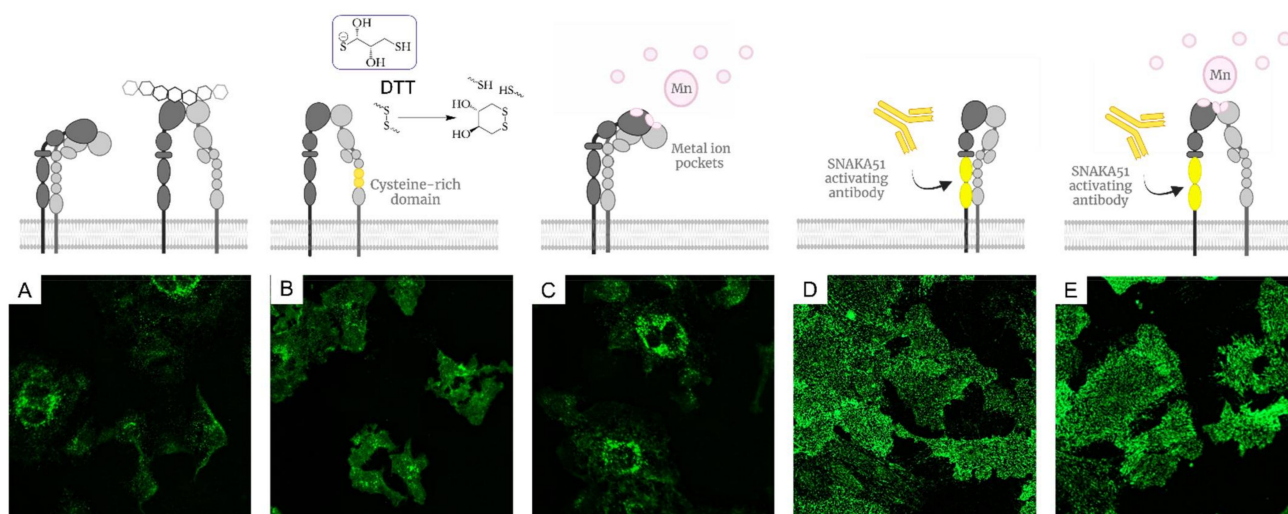 OH
⊖
S
SH
OH
DTT
S
S
SH
HS
HO
HO
S
S
Cysteine-rich
domain
Mn
Metal ion
pockets
SNAKA51
activating
antibody
Mn
SNAKA51
activating
antibody
A
B
C
D
E